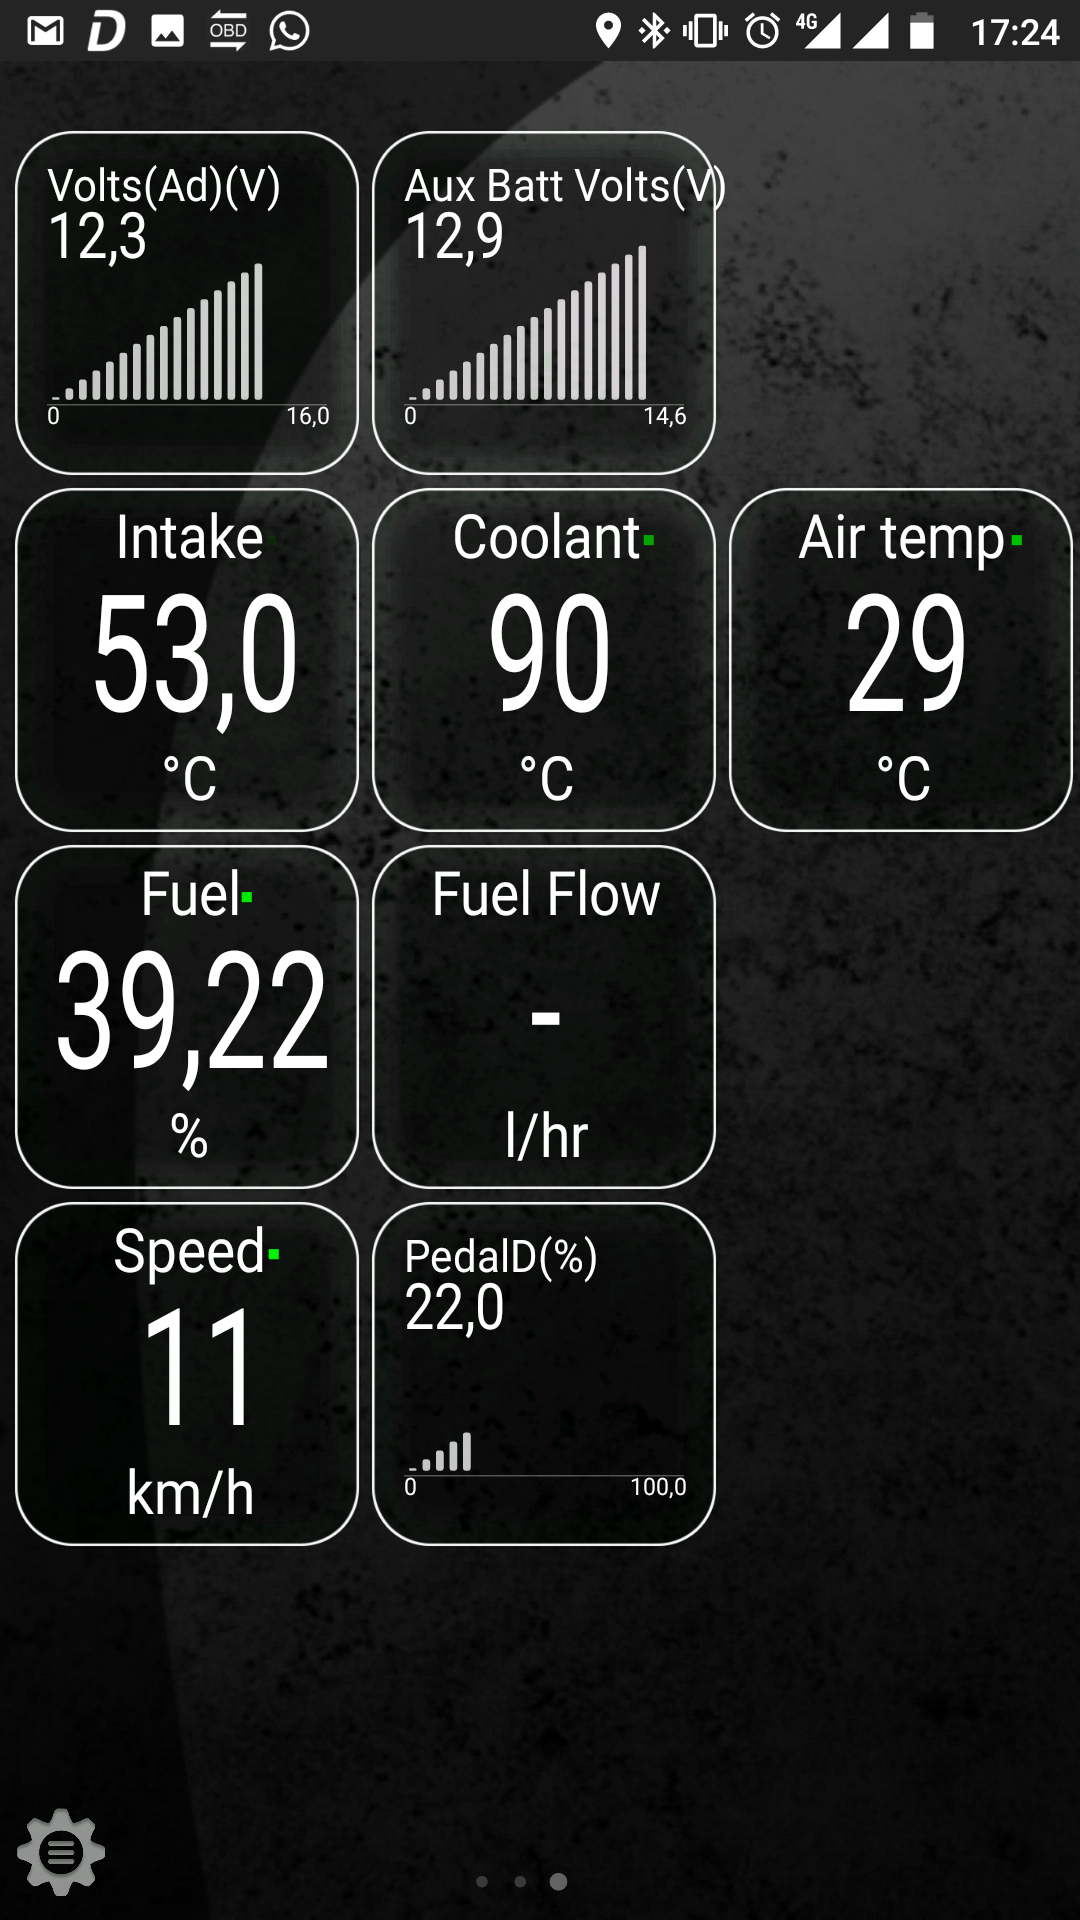 OBD 4G 17:24
Volts(Ad)(V)
12,3
0 16,0
Aux Batt Volts(V)
12,9
0 14,6
Intake
53,0
°C
Coolant
90
°C
Air temp
29
°C
Fuel
39,22
%
Fuel Flow
-
l/hr
Speed
11
km/h
PedalD(%)
22,0
0 100,0